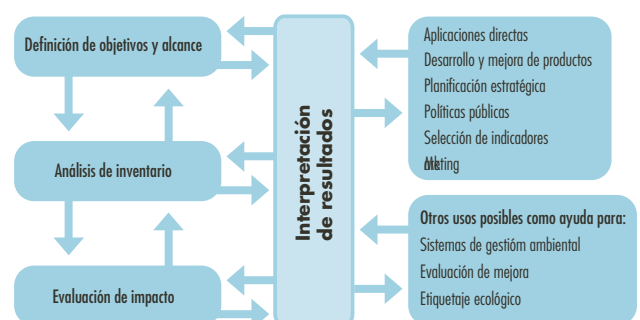 Definición de objetivos y alcance
Análisis de inventario
Evaluación de impacto
Interpretación
de resultados
Aplicaciones directas
Desarrollo y mejora de productos
Planificación estratégica
Políticas públicas
Selección de indicadores
Otros usos posibles como ayuda para:
Sistemas de gestióm ambiental
Evaluación de mejora
Etiquetaje ecológico